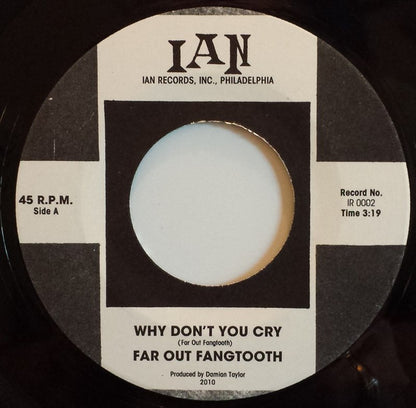 IAN
IAN RECORDS, INC., PHILADELPHIA
45 R.P.M.
Side A
Record No.
IR 0002
Time 3:19
WHY DON'T YOU CRY
(Far Out Fangtooth)
FAR OUT FANGTOOTH
Produced by Damian Taylor
2010